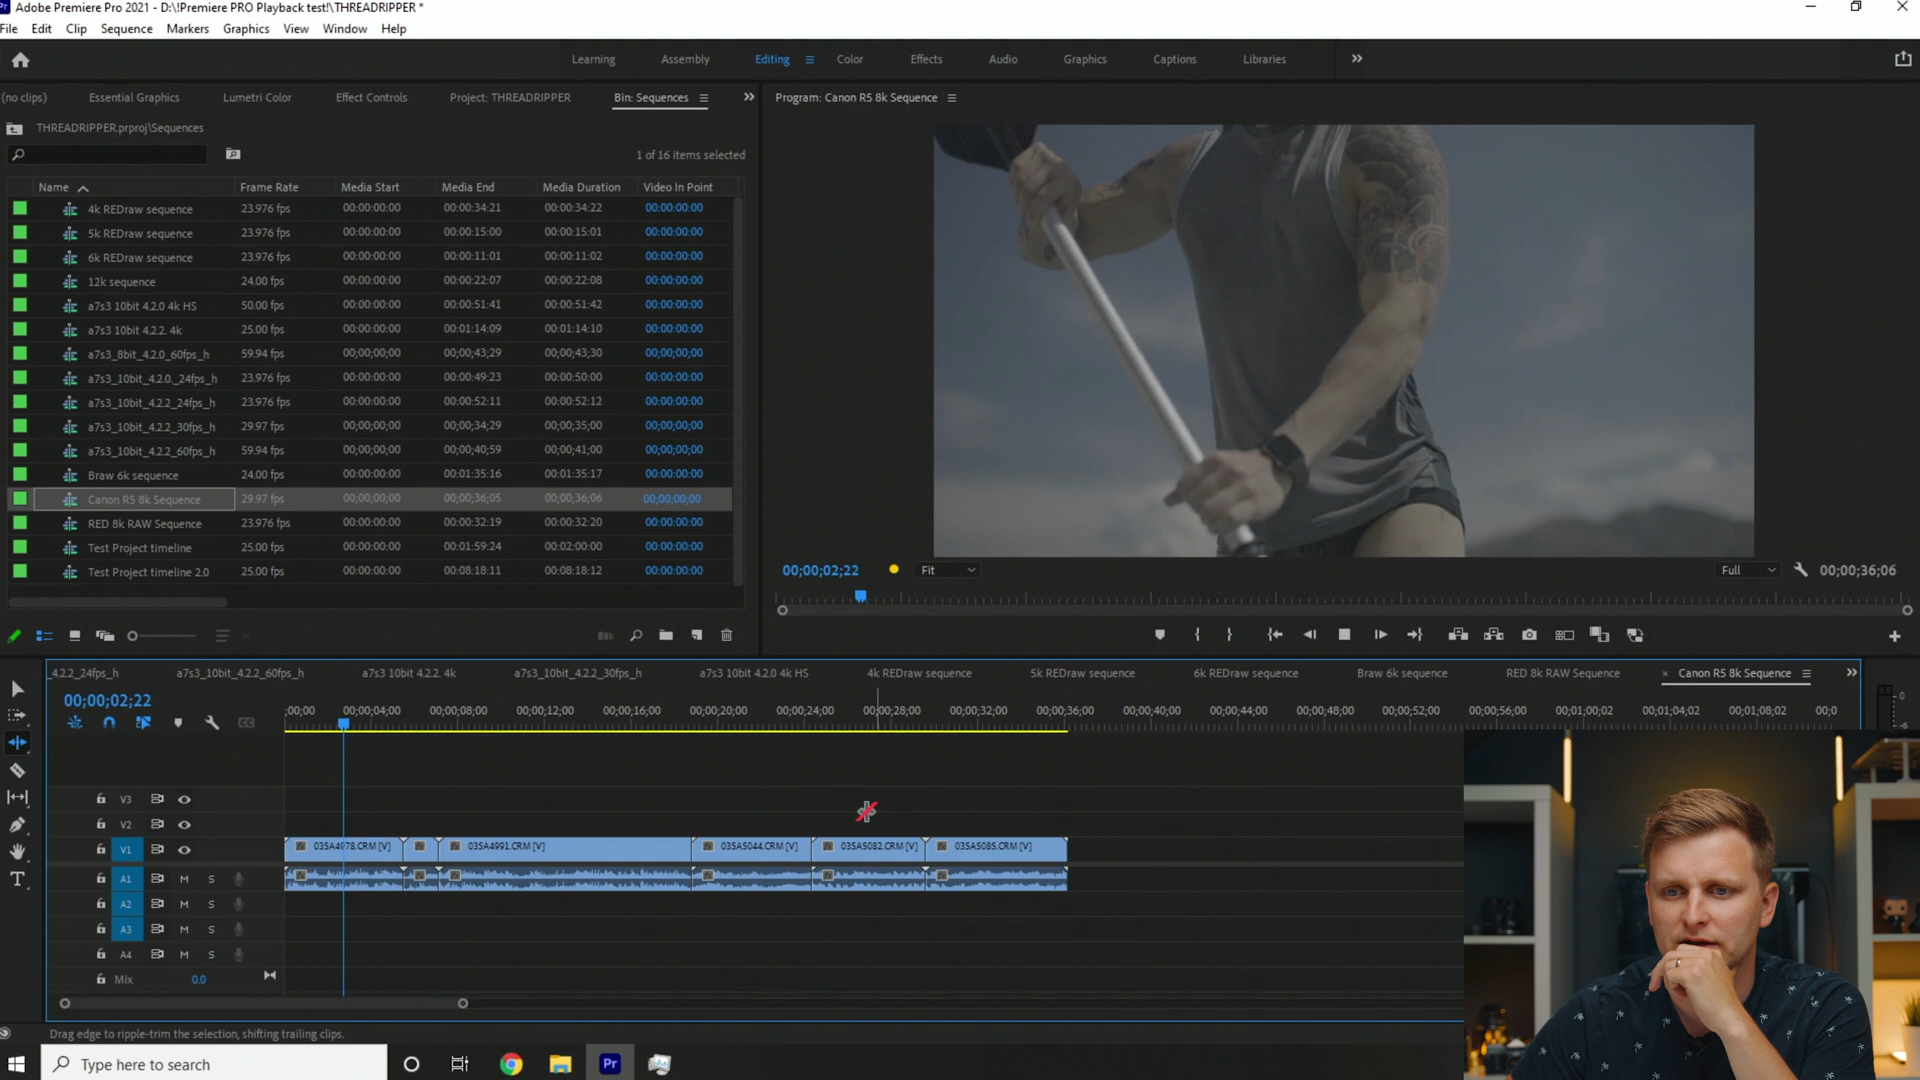 Adobe Premiere Pro 2021 - D:\!Premiere PRO Playback test!\THREADRIPPER *
File Edit Clip Sequence Markers Graphics View Window Help
Learning Assembly Editing Color Effects Audio Graphics Captions Libraries
(no clips) Essential Graphics Lumetri Color Effect Controls Project: THREADRIPPER Bin: Sequences
Program: Canon R5 8k Sequence
THREADRIPPER.prproj\Sequences
1 of 16 items selected
Name Frame Rate Media Start Media End Media Duration Video In Point
4k REDraw sequence 23.976 fps 00:00:00:00 00:00:34:21 00:00:34:22 00:00:00:00
5k REDraw sequence 23.976 fps 00:00:00:00 00:00:15:00 00:00:15:01 00:00:00:00
6k REDraw sequence 23.976 fps 00:00:00:00 00:00:11:01 00:00:11:02 00:00:00:00
12k sequence 24.00 fps 00:00:00:00 00:00:22:07 00:00:22:08 00:00:00:00
a7s3 10bit 4.2.0 4k HS 50.00 fps 00:00:00:00 00:00:51:41 00:00:51:42 00:00:00:00
a7s3 10bit 4.2.2. 4k 25.00 fps 00:00:00:00 00:01:14:09 00:01:14:10 00:00:00:00
a7s3_8bit_4.2.0_60fps_h 59.94 fps 00;00;00;00 00;00;43;29 00;00;43;30 00;00;00;00
a7s3_10bit_4.2.0._24fps_h 23.976 fps 00:00:00:00 00:00:49:23 00:00:50:00 00:00:00:00
a7s3_10bit_4.2.2_24fps_h 23.976 fps 00:00:00:00 00:00:52:11 00:00:52:12 00:00:00:00
a7s3_10bit_4.2.2_30fps_h 29.97 fps 00;00;00;00 00;00;34;29 00;00;35;00 00;00;00;00
a7s3_10bit_4.2.2_60fps_h 59.94 fps 00;00;00;00 00;00;40;59 00;00;41;00 00;00;00;00
Braw 6k sequence 24.00 fps 00:00:00:00 00:01:35:16 00:01:35:17 00:00:00:00
Canon R5 8k Sequence 29.97 fps 00;00;00;00 00;00;36;05 00;00;36;06 00;00;00;00
RED 8k RAW Sequence 23.976 fps 00:00:00:00 00:00:32:19 00:00:32:20 00:00:00:00
Test Project timeline 25.00 fps 00:00:00:00 00:01:59:24 00:02:00:00 00:00:00:00
Test Project timeline 2.0 25.00 fps 00:00:00:00 00:08:18:11 00:08:18:12 00:00:00:00
00;00;02;22 Fit Full 00;00;36;06
_4.2.2_24fps_h a7s3_10bit_4.2.2_60fps_h a7s3 10bit 4.2.2. 4k a7s3_10bit_4.2.2_30fps_h a7s3 10bit 4.2.0 4k HS 4k REDraw sequence 5k REDraw sequence 6k REDraw sequence Braw 6k sequence RED 8k RAW Sequence × Canon R5 8k Sequence
00;00;02;22
;00;00 00;00;04;00 00;00;08;00 00;00;12;00 00;00;16;00 00;00;20;00 00;00;24;00 00;00;28;00 00;00;32;00 00;00;36;00 00;00;40;00 00;00;44;00 00;00;48;00 00;00;52;00 00;00;56;00 00;01;00;02 00;01;04;02 00;01;08;02 00;0
0
-6
V3
V2
V1 03SA4978.CRM [V] 03SA4991.CRM [V] 03SA5044.CRM [V] 03SA5082.CRM [V] 03SA5085.CRM [V]
A1 M S
A2 M S
A3 M S
A4 M S
Mix 0.0
Drag edge to ripple-trim the selection, shifting trailing clips.
Type here to search
Pr